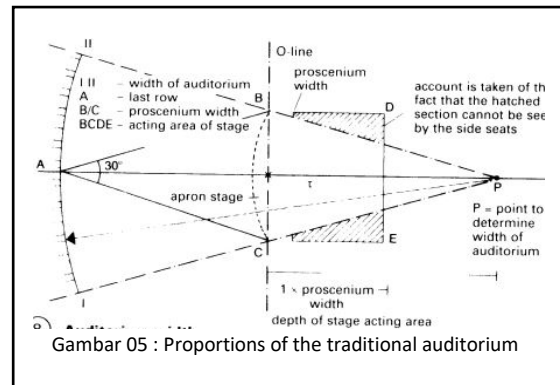 II
O-line
I II – width of auditorium
A – last row
B/C – proscenium width
BCDE – acting area of stage
B
proscenium
width
D
account is taken of th
fact that the hatched
section cannot be see
by the side seats
A
30°
apron stage
P
P = point to
determine
width of
auditorium
C
E
I
1 × proscenium
width
depth of stage acting area
Gambar 05 : Proportions of the traditional auditorium